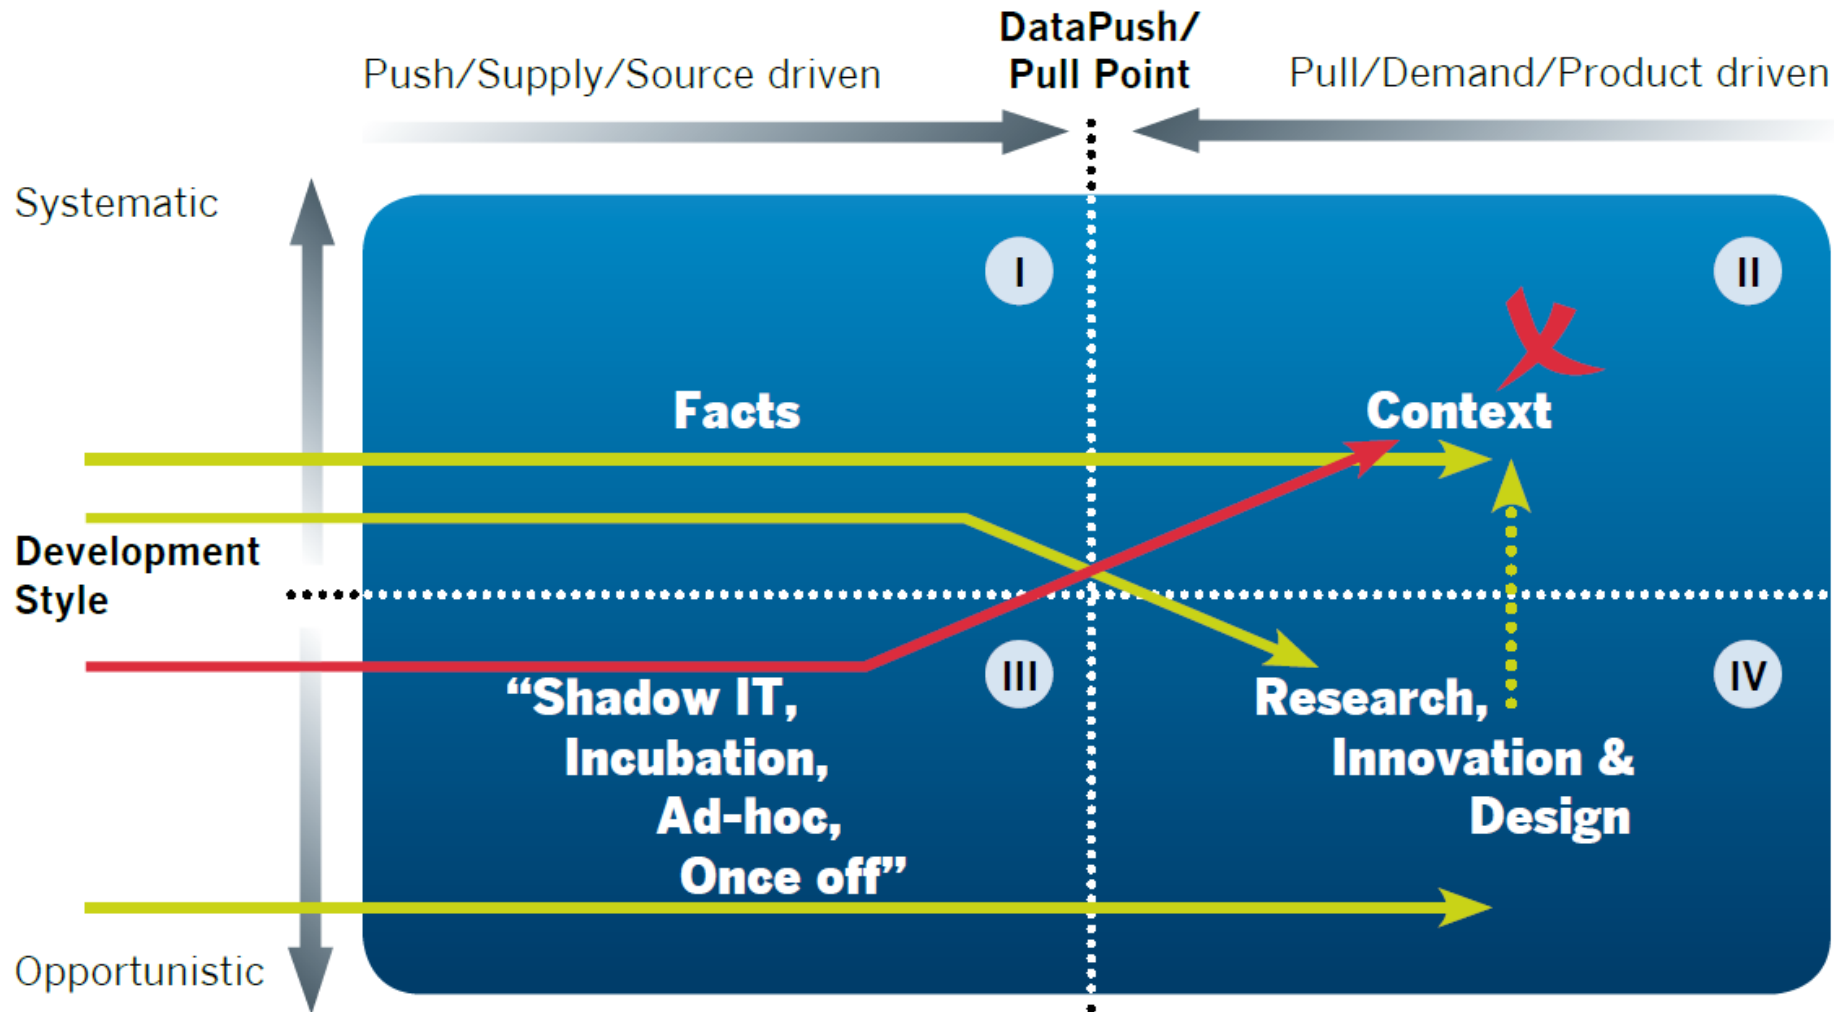 DataPush/
Pull Point
Push/Supply/Source driven
Pull/Demand/Product driven
Systematic
I
II
Facts
Context
Development
Style
III
IV
“Shadow IT,
Incubation,
Ad-hoc,
Once off”
Research,
Innovation &
Design
Opportunistic